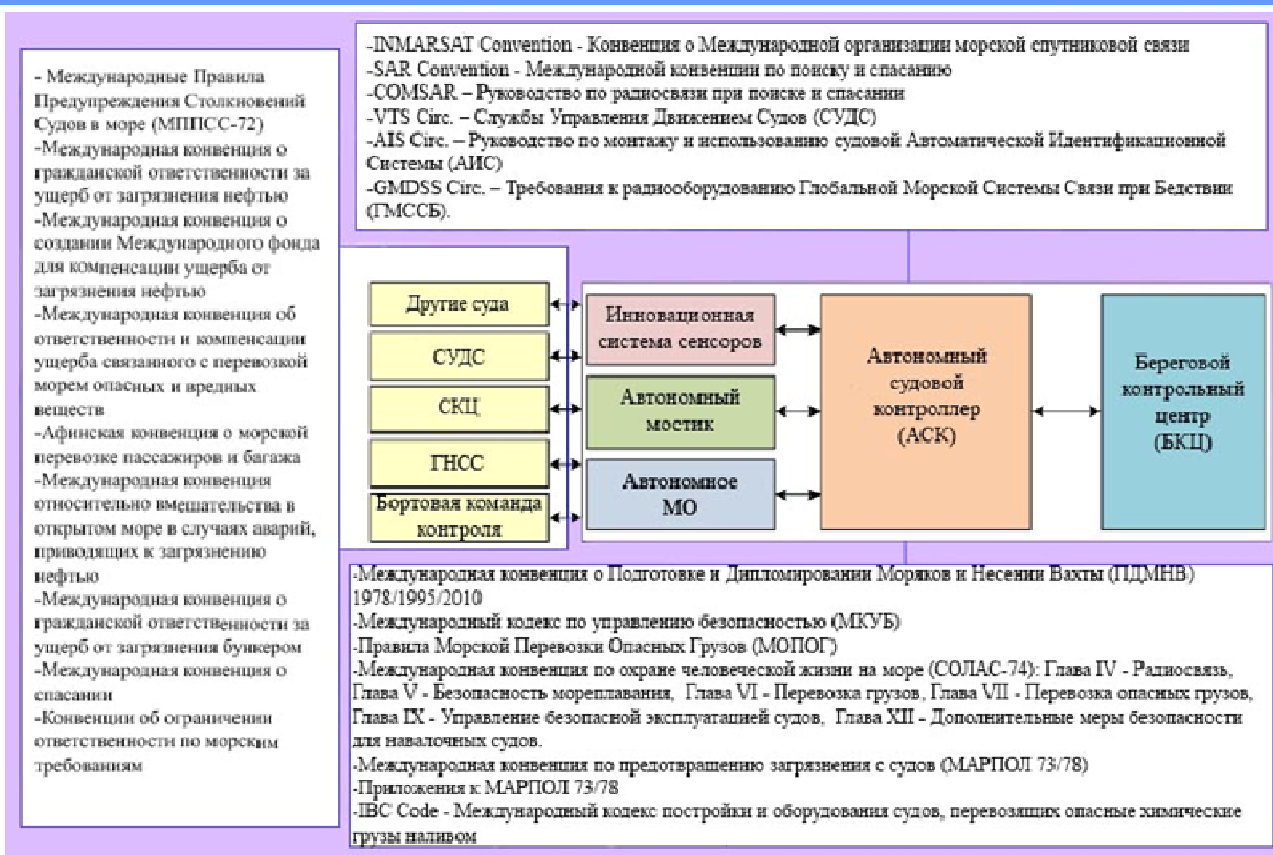 - Международные Правила
Предупреждения Столкновений
Судов в море (МППСС-72)
-Международная конвенция о
гражданской ответственности за
ущерб от загрязнения нефтью
-Международная конвенция о
создании Международного фонда
для компенсации ущерба от
загрязнения нефтью
-Международная конвенция об
ответственности и компенсации
ущерба связанного с перевозкой
морем опасных и вредных
веществ
-Афинская конвенция о морской
перевозке пассажиров и багажа
-Международная конвенция
относительно вмешательства в
открытом море в случаях аварий,
приводящих к загрязнению
нефтью
-Международная конвенция о
гражданской ответственности за
ущерб от загрязнения бункером
-Международная конвенция о
спасании
-Конвенции об ограничении
ответственности по морским
требованиям
-INMARSAT Convention - Конвенция о Международной организации морской спутниковой связи
-SAR Convention - Международной конвенции по поиску и спасанию
-COMSAR – Руководство по радиосвязи при поиске и спасании
-VTS Circ. – Службы Управления Движением Судов (СУДС)
-AIS Circ. – Руководство по монтажу и использованию судовой Автоматической Идентификационной
Системы (АИС)
-GMDSS Circ. – Требования к радиооборудованию Глобальной Морской Системы Связи при Бедствии
(ГМССБ).
Другие суда
СУДС
СКЦ
ГНСС
Бортовая команда
контроля
Инновационная
система сенсоров
Автономный
мостик
Автономное
МО
Автономный
судовой
контроллер
(АСК)
Береговой
контрольный
центр
(БКЦ)
-Международная конвенция о Подготовке и Дипломировании Моряков и Несении Вахты (ПДМНВ)
1978/1995/2010
-Международный кодекс по управлению безопасностью (МКУБ)
-Правила Морской Перевозки Опасных Грузов (МОПОГ)
-Международная конвенция по охране человеческой жизни на море (СОЛАС-74): Глава IV - Радиосвязь,
Глава V - Безопасность мореплавания, Глава VI – Перевозка грузов, Глава VII - Перевозка опасных грузов,
Глава IX - Управление безопасной эксплуатацией судов, Глава XII – Дополнительные меры безопасности
для навалочных судов.
-Международная конвенция по предотвращению загрязнения с судов (МАРПОЛ 73/78)
-Приложения к МАРПОЛ 73/78
-IBC Code - Международный кодекс постройки и оборудования судов, перевозящих опасные химические
грузы наливом